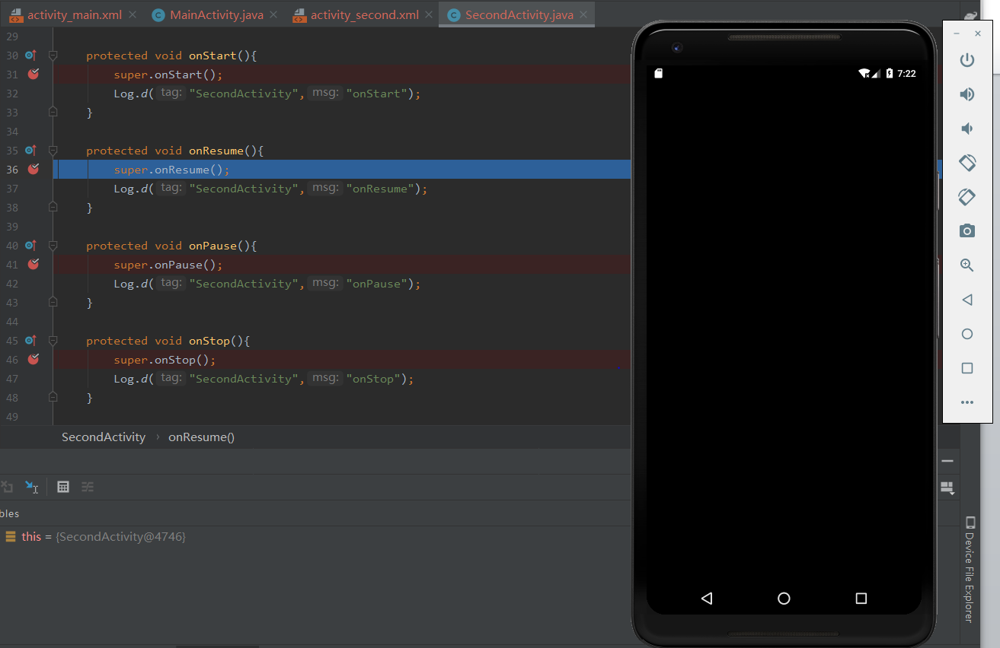 activity_main.xml MainActivity.java activity_second.xml SecondActivity.java
29
30 protected void onStart(){
31 super.onStart();
32 Log.d( tag: "SecondActivity", msg: "onStart");
33 }
34
35 protected void onResume(){
36 super.onResume();
37 Log.d( tag: "SecondActivity", msg: "onResume");
38 }
39
40 protected void onPause(){
41 super.onPause();
42 Log.d( tag: "SecondActivity", msg: "onPause");
43 }
44
45 protected void onStop(){
46 super.onStop();
47 Log.d( tag: "SecondActivity", msg: "onStop");
48 }
49
SecondActivity › onResume()
bles
this = {SecondActivity@4746}
7:22
Device File Explorer